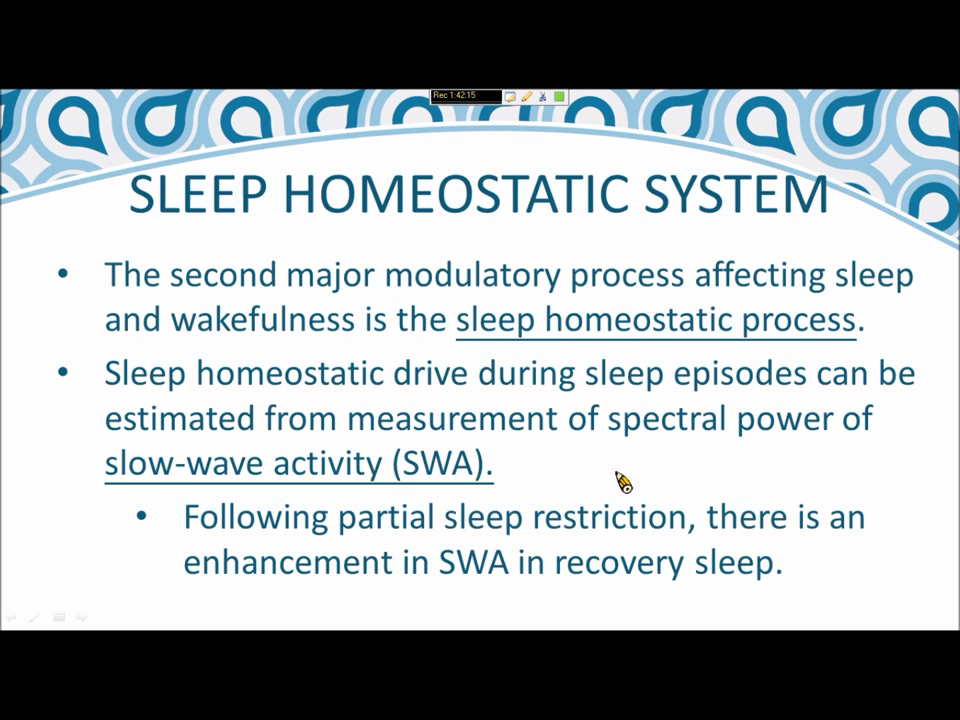 Rec 1:42:15
SLEEP HOMEOSTATIC SYSTEM
• The second major modulatory process affecting sleep
and wakefulness is the sleep homeostatic process.
• Sleep homeostatic drive during sleep episodes can be
estimated from measurement of spectral power of
slow-wave activity (SWA).
• Following partial sleep restriction, there is an
enhancement in SWA in recovery sleep.